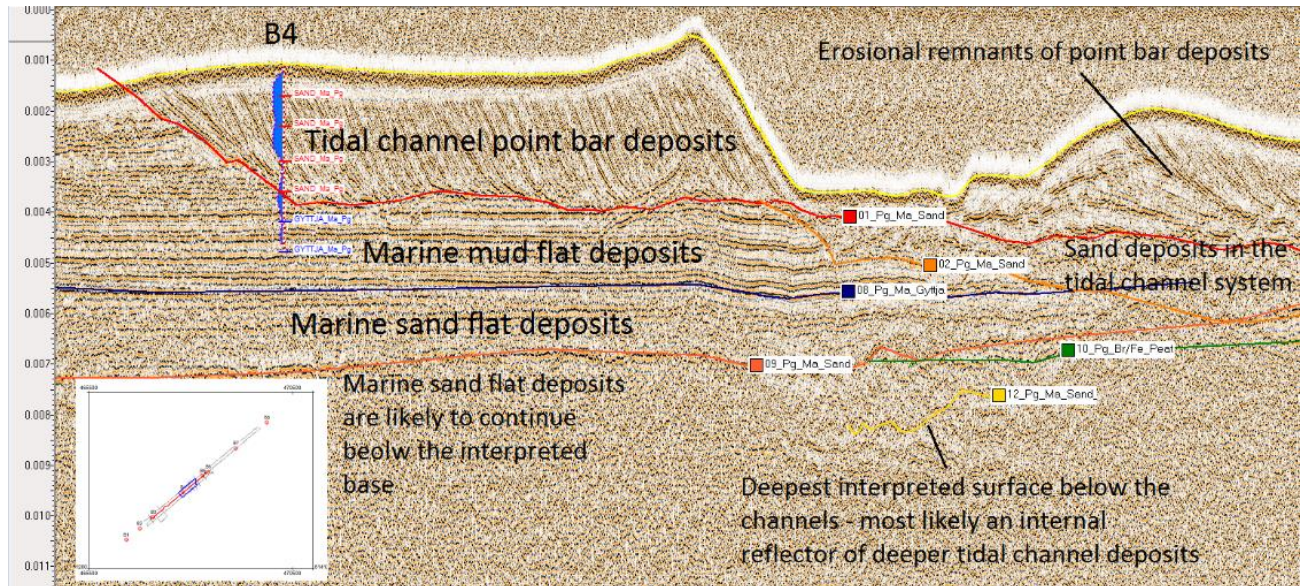 0.000
0.001
0.002
0.003
0.004
0.005
0.006
0.007
0.008
0.009
0.010
0.011
B4
Erosional remnants of point bar deposits
SAND_Ma_Pg
SAND_Ma_Pg
Tidal channel point bar deposits
SAND_Ma_Pg
SAND_Ma_Pg
GYTTJA_Ma_Pg
GYTTJA_Ma_Pg
01_Pg_Ma_Sand
Marine mud flat deposits
02_Pg_Ma_Sand
Sand deposits in the
tidal channel system
08_Pg_Ma_Gyttja
Marine sand flat deposits
10_Pg_Br/Fe_Peat
09_Pg_Ma_Sand
12_Pg_Ma_Sand
Marine sand flat deposits
are likely to continue
beolw the interpreted
base
Deepest interpreted surface below the
channels - most likely an internal
reflector of deeper tidal channel deposits